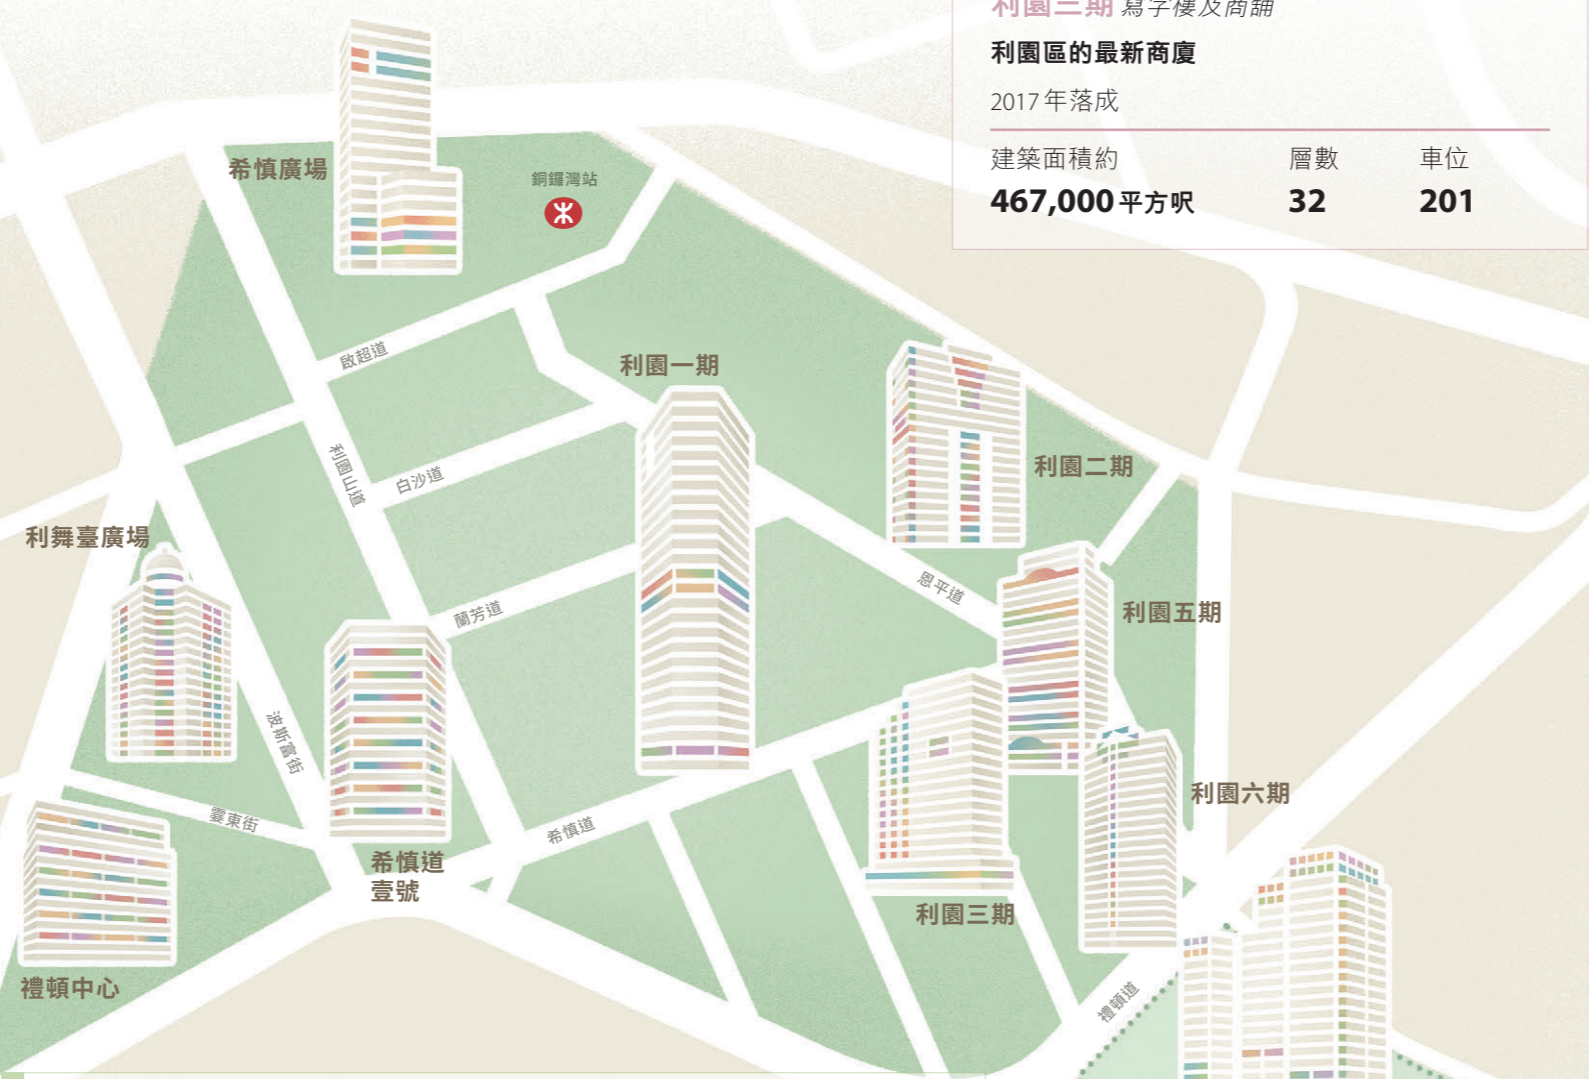 利園三期 寫字樓及商舖
利園區的最新商廈
2017年落成
建築面積約 層數 車位
467,000平方呎 32 201
希慎廣場
銅鑼灣站
啟超道
利園一期
利園山道
白沙道
利園二期
利舞臺廣場
蘭芳道
恩平道
利園五期
波斯富街
霎東街
希慎道
利園六期
希慎道
壹號
利園三期
禮頓中心
禮頓道